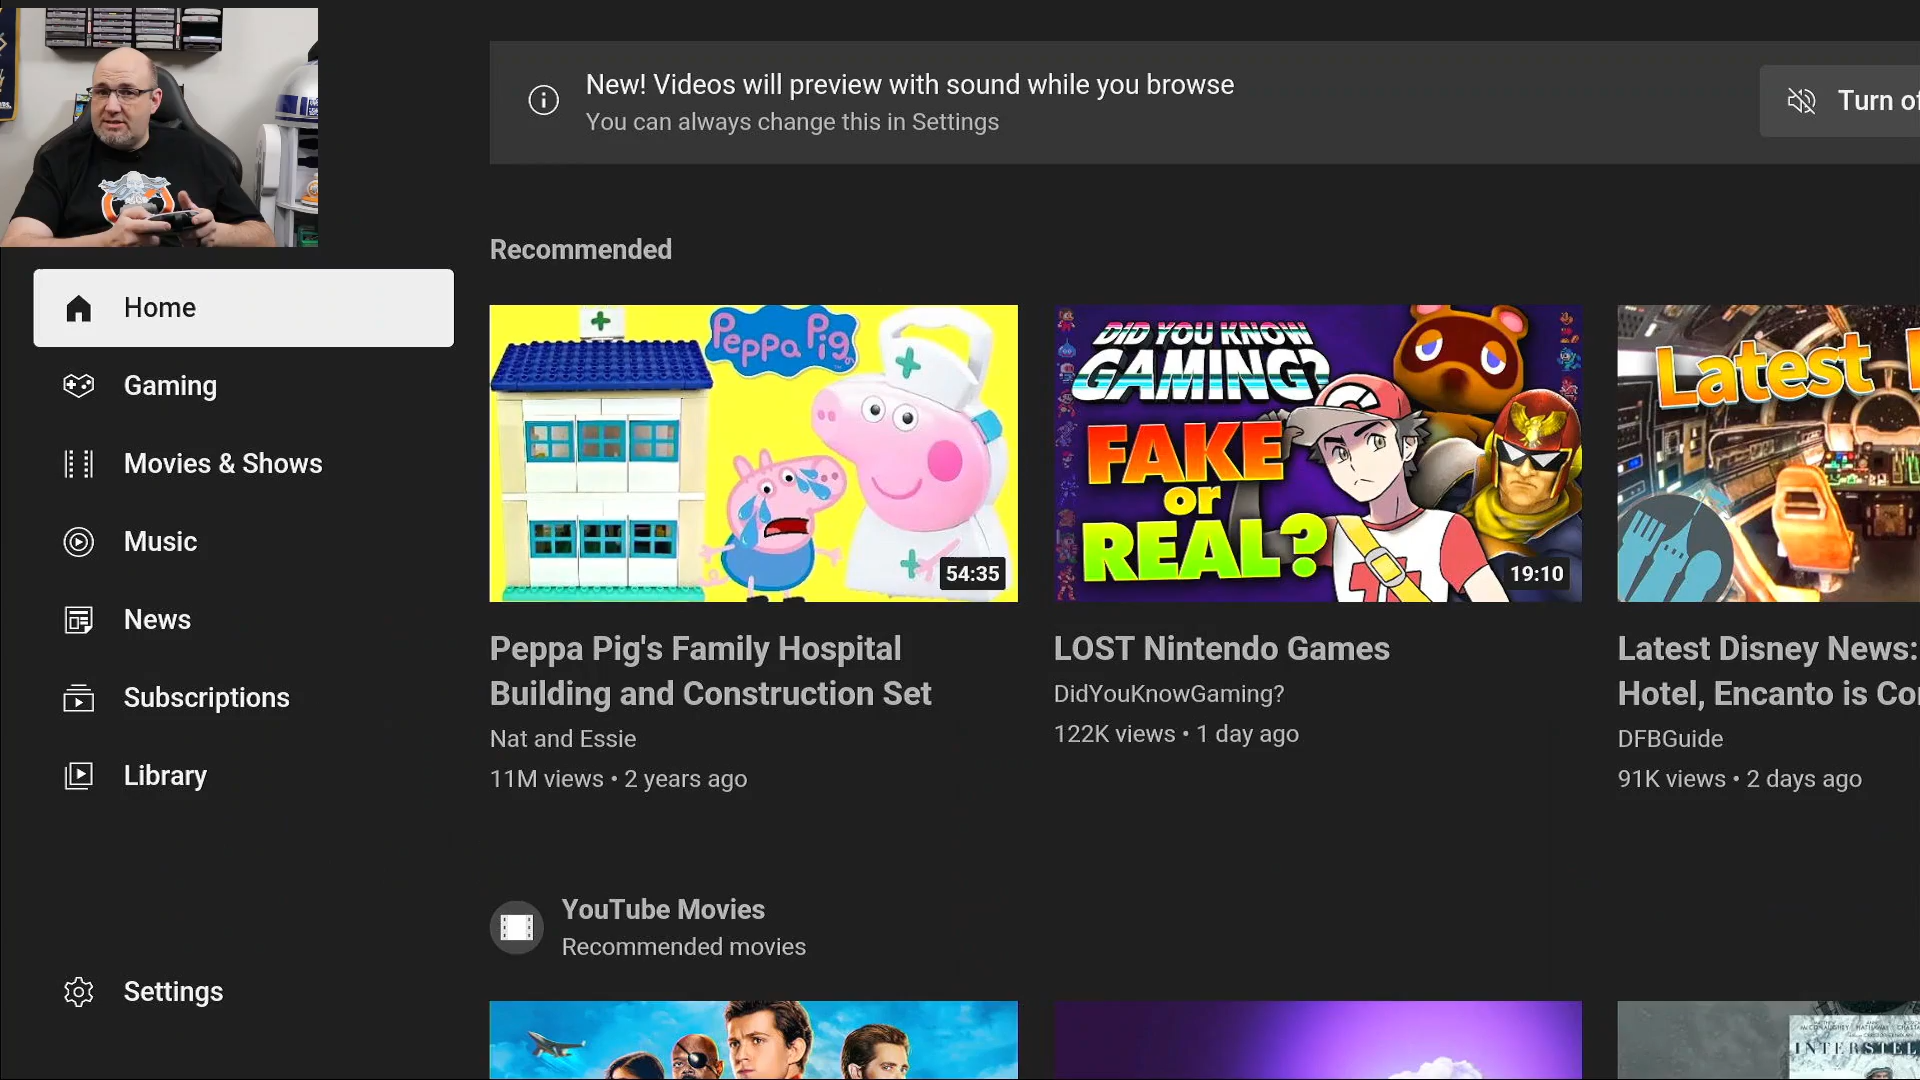 New! Videos will preview with sound while you browse
You can always change this in Settings
Turn of
Recommended
Home
Gaming
Movies & Shows
Music
News
Subscriptions
Library
Settings
Peppa Pig
54:35
Peppa Pig's Family Hospital
Building and Construction Set
Nat and Essie
11M views • 2 years ago
DID YOU KNOW
GAMING?
FAKE
or
REAL?
19:10
LOST Nintendo Games
DidYouKnowGaming?
122K views • 1 day ago
Latest
Latest Disney News:
Hotel, Encanto is Co
DFBGuide
91K views • 2 days ago
YouTube Movies
Recommended movies
INTERSTEL